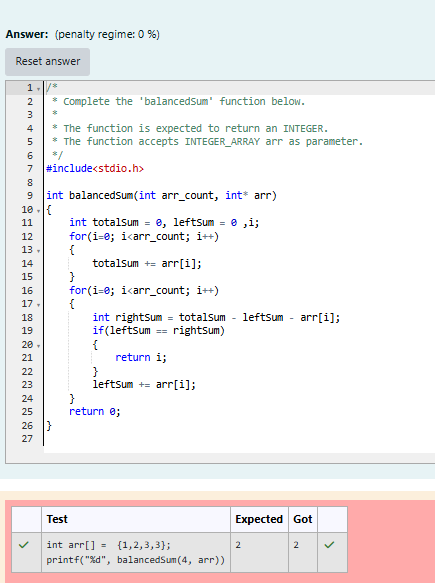 Answer: (penalty regime: 0 %)
Reset answer
1 /*
2  * Complete the 'balancedSum' function below.
3  *
4  * The function is expected to return an INTEGER.
5  * The function accepts INTEGER_ARRAY arr as parameter.
6  */
7 #include<stdio.h>
8
9 int balancedSum(int arr_count, int* arr)
10 {
11     int totalSum = 0, leftSum = 0 ,i;
12     for(i=0; i<arr_count; i++)
13     {
14         totalSum += arr[i];
15     }
16     for(i=0; i<arr_count; i++)
17     {
18         int rightSum = totalSum - leftSum - arr[i];
19         if(leftSum == rightSum)
20         {
21             return i;
22         }
23         leftSum += arr[i];
24     }
25     return 0;
26 }
27
Test Expected Got
int arr[] =  {1,2,3,3}; 2 2
printf("%d", balancedSum(4, arr))